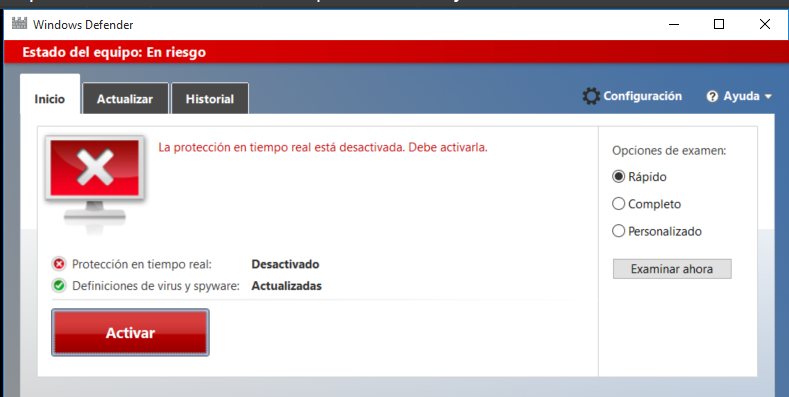 Windows Defender
Estado del equipo: En riesgo
Inicio
Actualizar
Historial
Configuración
Ayuda
La protección en tiempo real está desactivada. Debe activarla.
Protección en tiempo real: Desactivado
Definiciones de virus y spyware: Actualizadas
Activar
Opciones de examen:
Rápido
Completo
Personalizado
Examinar ahora